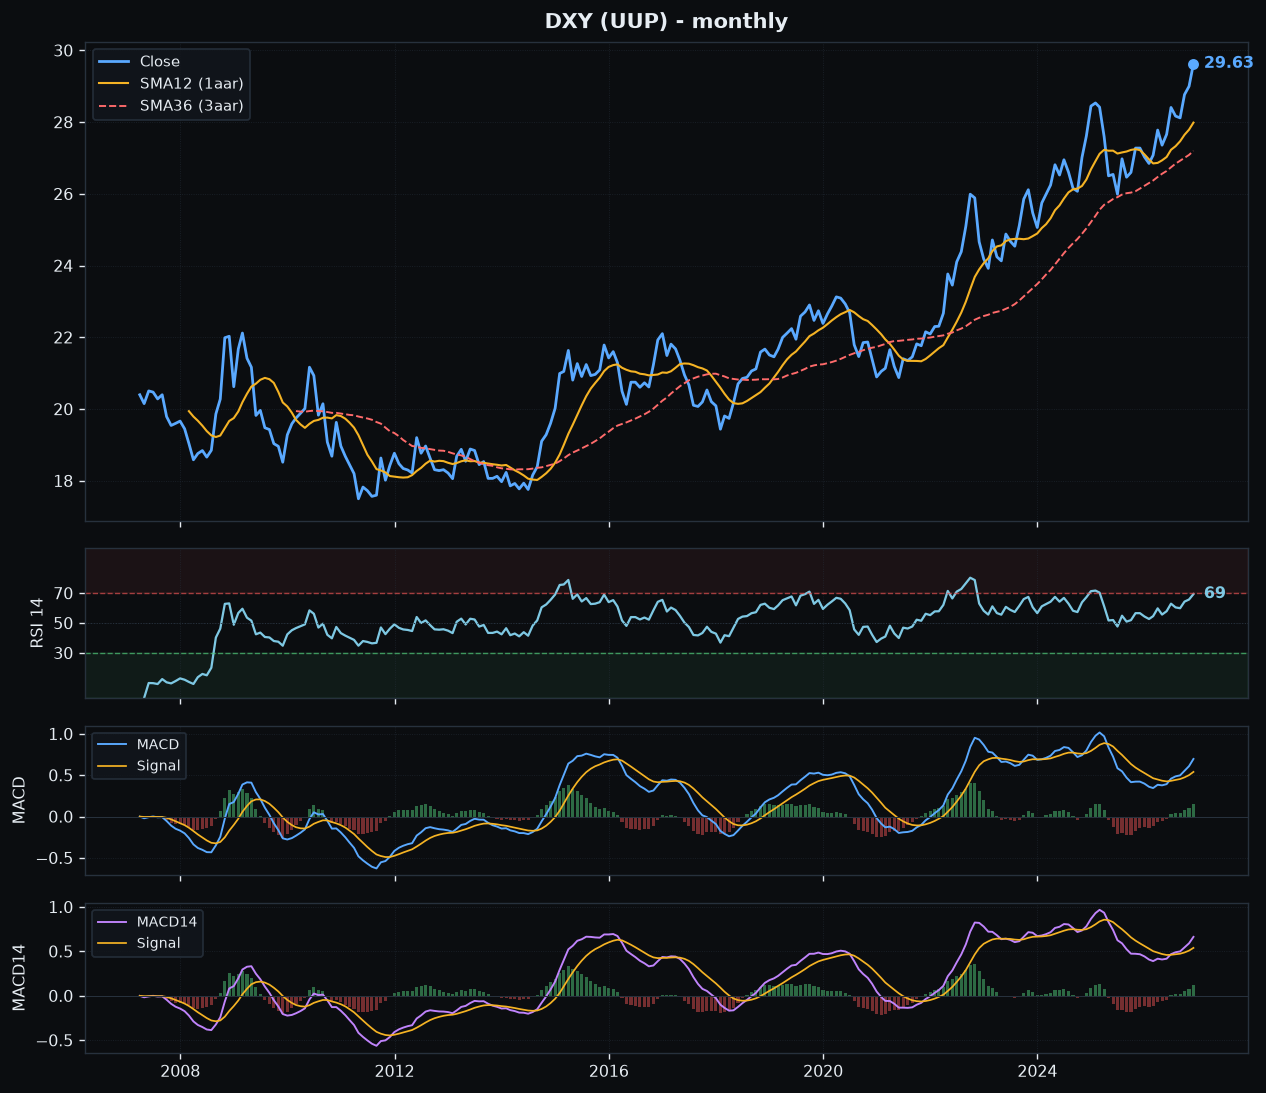 DXY (UUP) - monthly
30
28
26
24
22
20
18
Close
SMA12 (1aar)
SMA36 (3aar)
29.63
RSI 14
70
50
30
69
MACD
1.0
0.5
0.0
−0.5
MACD
Signal
MACD14
1.0
0.5
0.0
−0.5
MACD14
Signal
2008
2012
2016
2020
2024